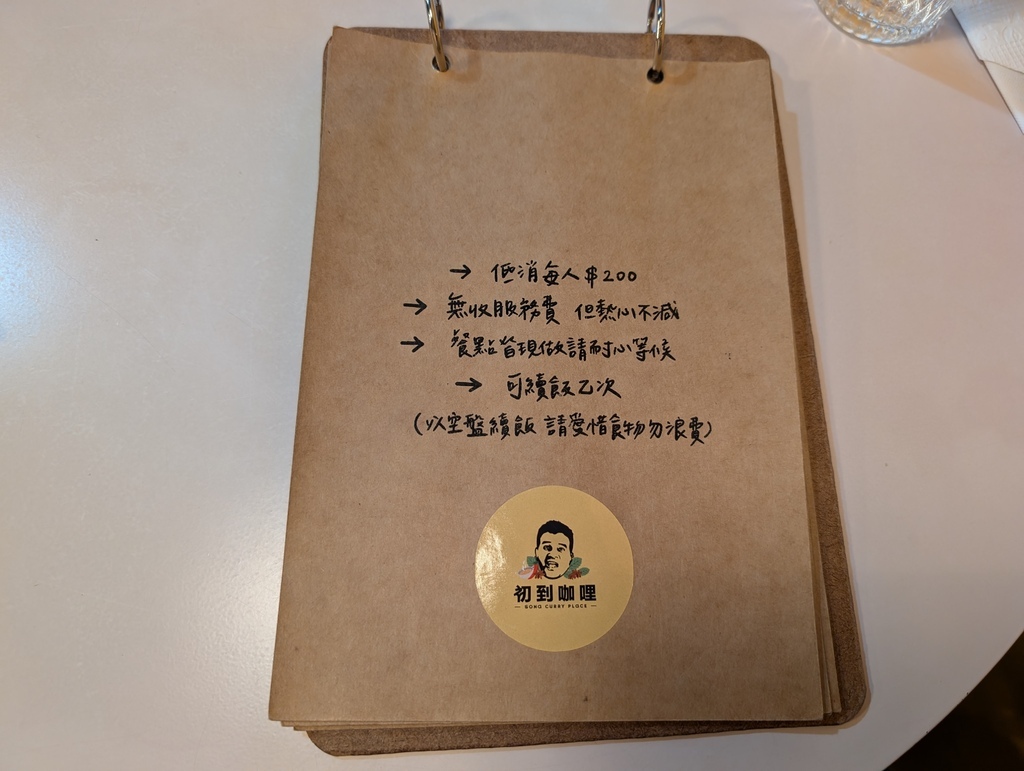 → 低消每人$200
→ 無收服務費 但熱心不減
→ 餐點皆現做請耐心等候
→ 可續飯乙次
(以空盤續飯 請愛惜食物勿浪費)
初到咖哩
GONG CURRY PLACE